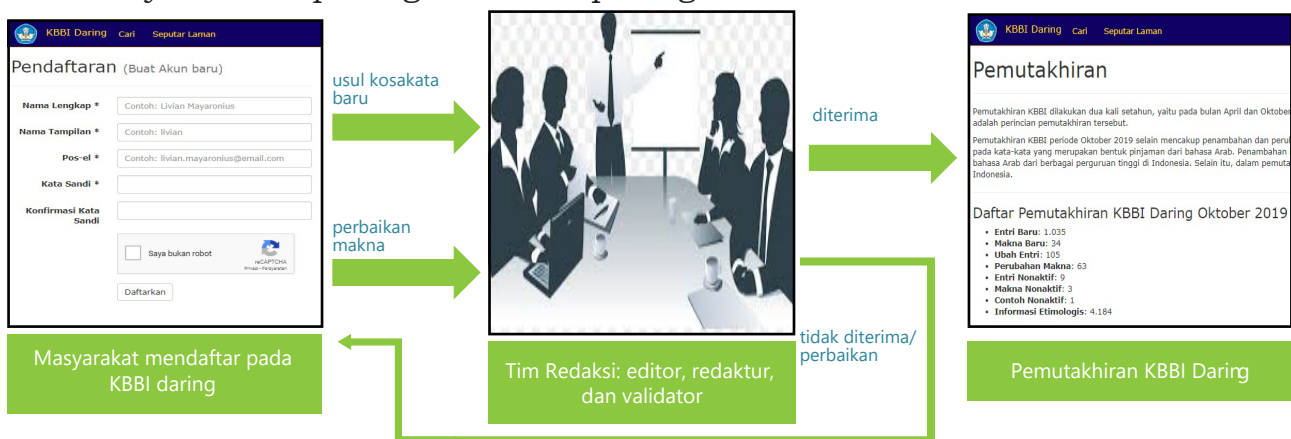 KBBI Daring Cari Seputar Laman
Pendaftaran (Buat Akun baru)
Nama Lengkap * Contoh: Livian Mayaronius
Nama Tampilan * Contoh: livian
Pos-el * Contoh: livian.mayaronius@email.com
Kata Sandi *
Konfirmasi Kata
Sandi
Saya bukan robot
reCAPTCHA
Privasi - Persyaratan
Daftarkan
Masyarakat mendaftar pada
KBBI daring
usul kosakata
baru
perbaikan
makna
Tim Redaksi: editor, redaktur,
dan validator
diterima
tidak diterima/
perbaikan
KBBI Daring Cari Seputar Laman
Pemutakhiran
Pemutakhiran KBBI dilakukan dua kali setahun, yaitu pada bulan April dan Oktober
adalah perincian pemutakhiran tersebut.
Pemutakhiran KBBI periode Oktober 2019 selain mencakup penambahan dan peru
pada kata-kata yang merupakan bentuk pinjaman dari bahasa Arab. Penambahan
bahasa Arab dari berbagai perguruan tinggi di Indonesia. Selain itu, dalam pemuta
Indonesia.
Daftar Pemutakhiran KBBI Daring Oktober 2019
• Entri Baru: 1.035
• Makna Baru: 34
• Ubah Entri: 105
• Perubahan Makna: 63
• Entri Nonaktif: 9
• Makna Nonaktif: 3
• Contoh Nonaktif: 1
• Informasi Etimologis: 4.184
Pemutakhiran KBBI Daring